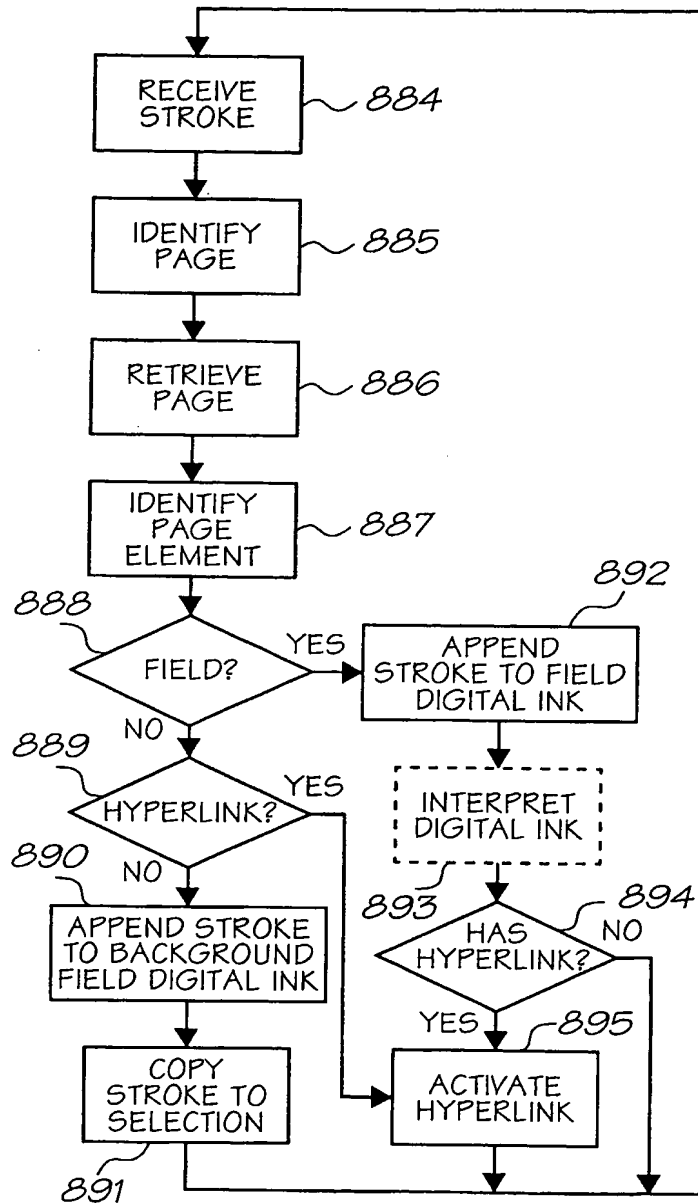 RECEIVE
STROKE
884
IDENTIFY
PAGE
885
RETRIEVE
PAGE
886
IDENTIFY
PAGE
ELEMENT
887
888
FIELD?
YES
NO
892
APPEND
STROKE TO FIELD
DIGITAL INK
889
HYPERLINK?
YES
NO
INTERPRET
DIGITAL INK
893
890
APPEND STROKE
TO BACKGROUND
FIELD DIGITAL INK
894
HAS
HYPERLINK?
NO
YES
COPY
STROKE TO
SELECTION
891
895
ACTIVATE
HYPERLINK